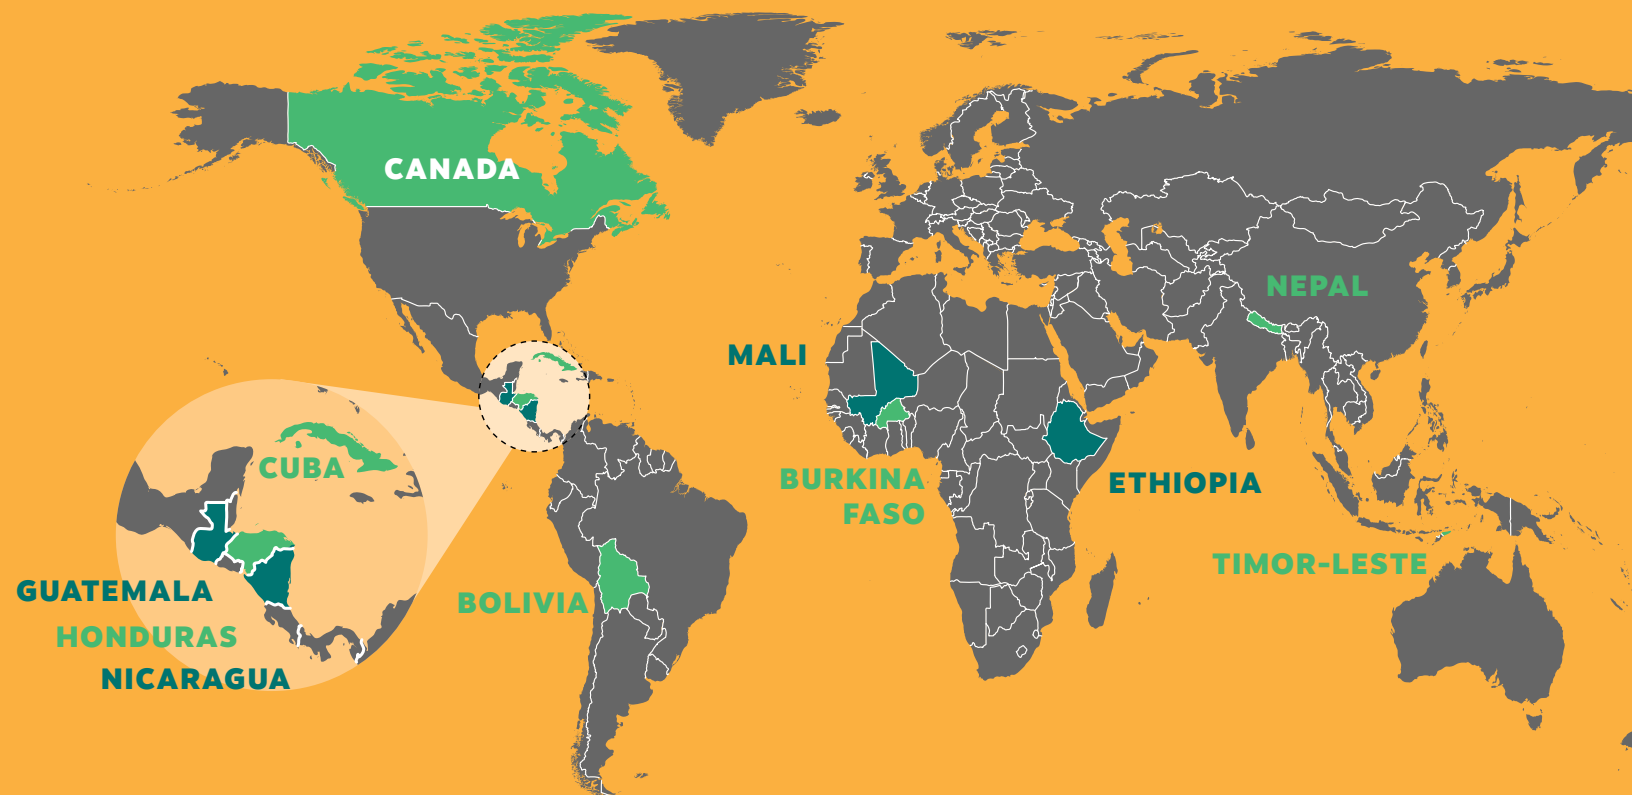 CANADA
NEPAL
MALI
CUBA
BURKINA
FASO
ETHIOPIA
TIMOR-LESTE
GUATEMALA
BOLIVIA
HONDURAS
NICARAGUA